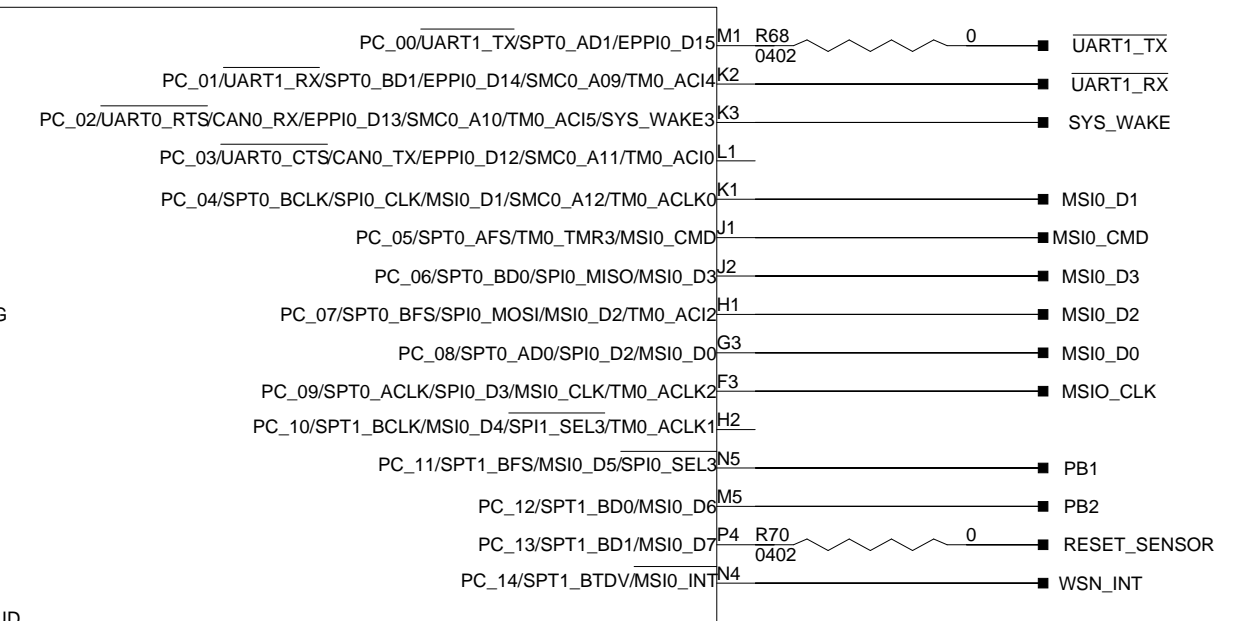 PC_00/UART1_TX/SPT0_AD1/EPPI0_D15 M1 R68 0402 0 UART1_TX
PC_01/UART1_RX/SPT0_BD1/EPPI0_D14/SMC0_A09/TM0_ACI4 K2 UART1_RX
PC_02/UART0_RTS/CAN0_RX/EPPI0_D13/SMC0_A10/TM0_ACI5/SYS_WAKE3 K3 SYS_WAKE
PC_03/UART0_CTS/CAN0_TX/EPPI0_D12/SMC0_A11/TM0_ACI0 L1
PC_04/SPT0_BCLK/SPI0_CLK/MSI0_D1/SMC0_A12/TM0_ACLK0 K1 MSI0_D1
PC_05/SPT0_AFS/TM0_TMR3/MSI0_CMD J1 MSI0_CMD
PC_06/SPT0_BD0/SPI0_MISO/MSI0_D3 J2 MSI0_D3
G PC_07/SPT0_BFS/SPI0_MOSI/MSI0_D2/TM0_ACI2 H1 MSI0_D2
PC_08/SPT0_AD0/SPI0_D2/MSI0_D0 G3 MSI0_D0
PC_09/SPT0_ACLK/SPI0_D3/MSI0_CLK/TM0_ACLK2 F3 MSIO_CLK
PC_10/SPT1_BCLK/MSI0_D4/SPI1_SEL3/TM0_ACLK1 H2
PC_11/SPT1_BFS/MSI0_D5/SPI0_SEL3 N5 PB1
PC_12/SPT1_BD0/MSI0_D6 M5 PB2
PC_13/SPT1_BD1/MSI0_D7 P4 R70 0402 0 RESET_SENSOR
PC_14/SPT1_BTDV/MSI0_INT N4 WSN_INT